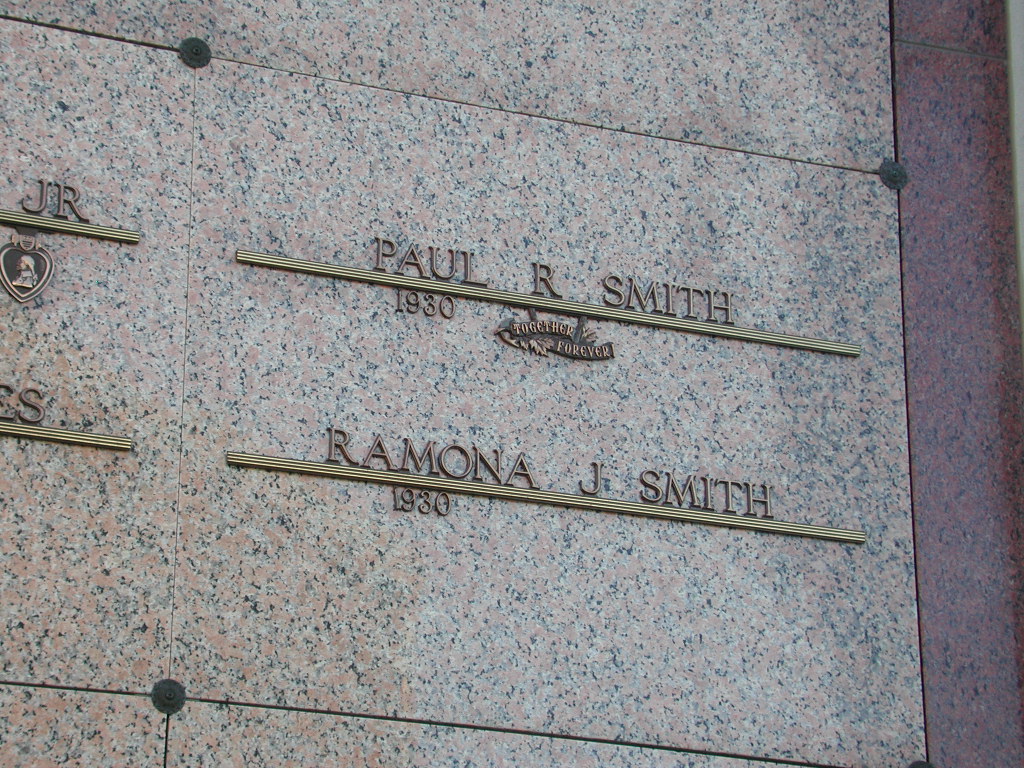 JR
PAUL R SMITH
1930
TOGETHER
FOREVER
ES
RAMONA J SMITH
1930